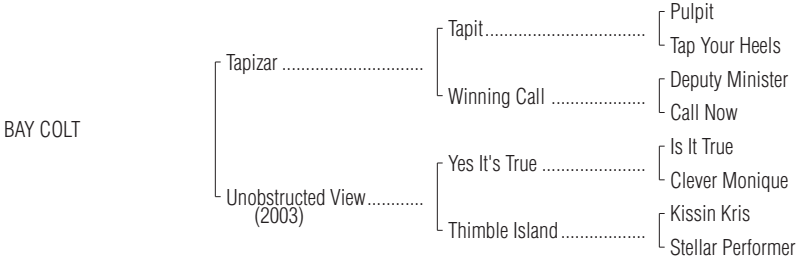 Pulpit
Tapit................................. 
Tap Your Heels
Tapizar .............................
Deputy Minister
Winning Call ...................
Call Now
BAY COLT
Is It True
Yes It's True .....................
Clever Monique
Unobstructed View............
(2003)
Kissin Kris
Thimble Island..................
Stellar Performer